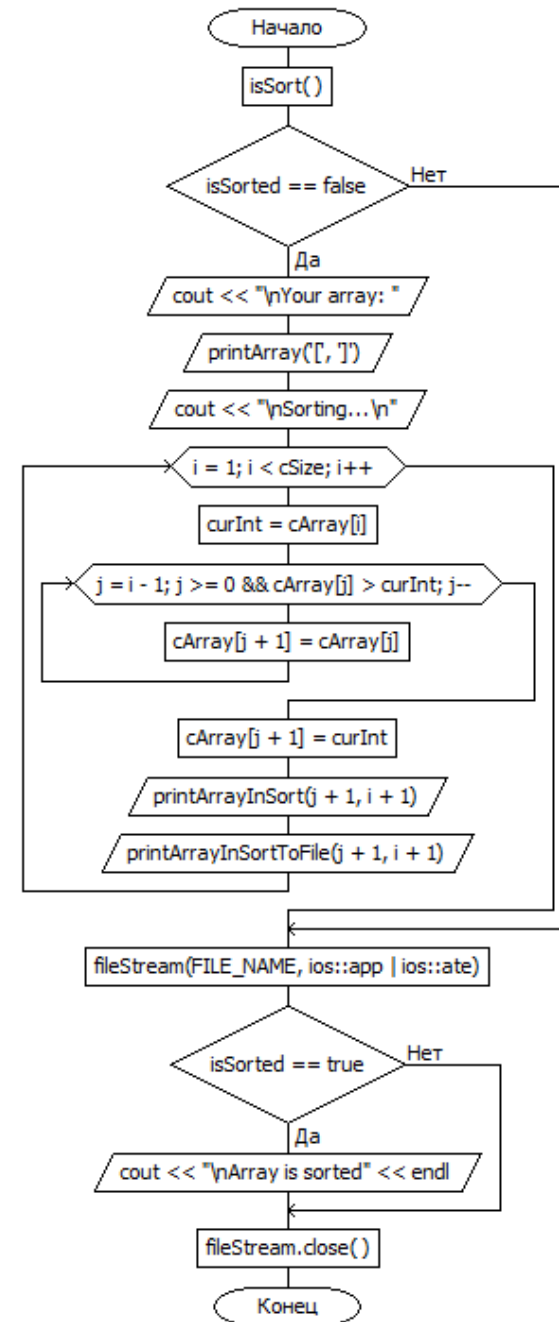 Начало
isSort( )
isSorted == false
Нет
Да
cout << "\nYour array: "
printArray('[', ']')
cout << "\nSorting...\n"
i = 1; i < cSize; i++
curInt = cArray[i]
j = i - 1; j >= 0 && cArray[j] > curInt; j--
cArray[j + 1] = cArray[j]
cArray[j + 1] = curInt
printArrayInSort(j + 1, i + 1)
printArrayInSortToFile(j + 1, i + 1)
fileStream(FILE_NAME, ios::app | ios::ate)
isSorted == true
Нет
Да
cout << "\nArray is sorted" << endl
fileStream.close( )
Конец